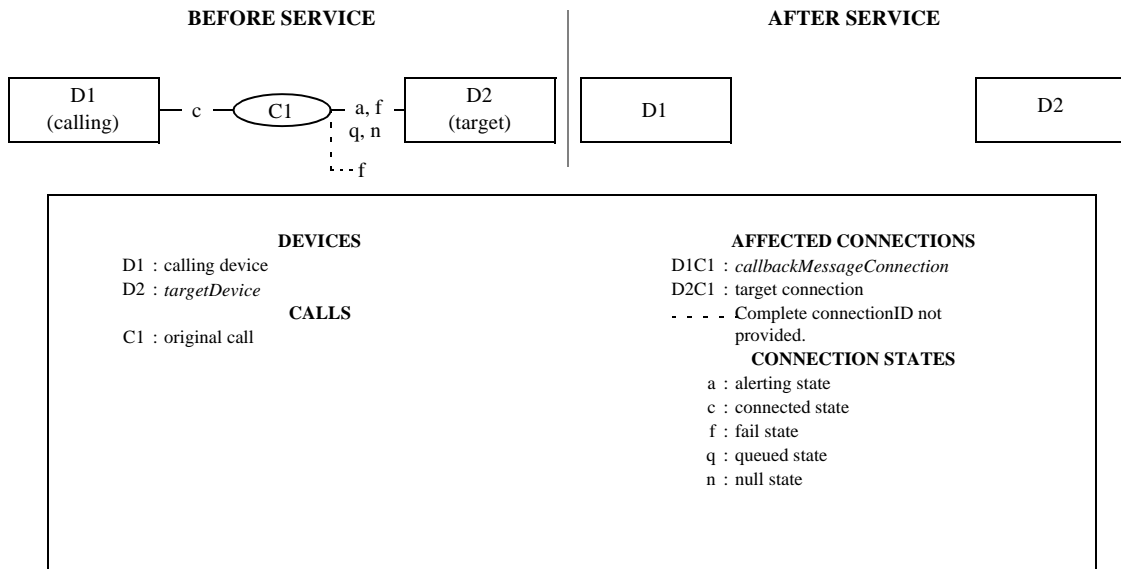 BEFORE SERVICE
AFTER SERVICE
D1
(calling)
c
C1
a, f
q, n
f
D2
(target)
D1
D2
DEVICES
D1 : calling device
D2 : targetDevice
CALLS
C1 : original call
AFFECTED CONNECTIONS
D1C1 : callbackMessageConnection
D2C1 : target connection
Complete connectionID not
provided.
CONNECTION STATES
a : alerting state
c : connected state
f : fail state
q : queued state
n : null state